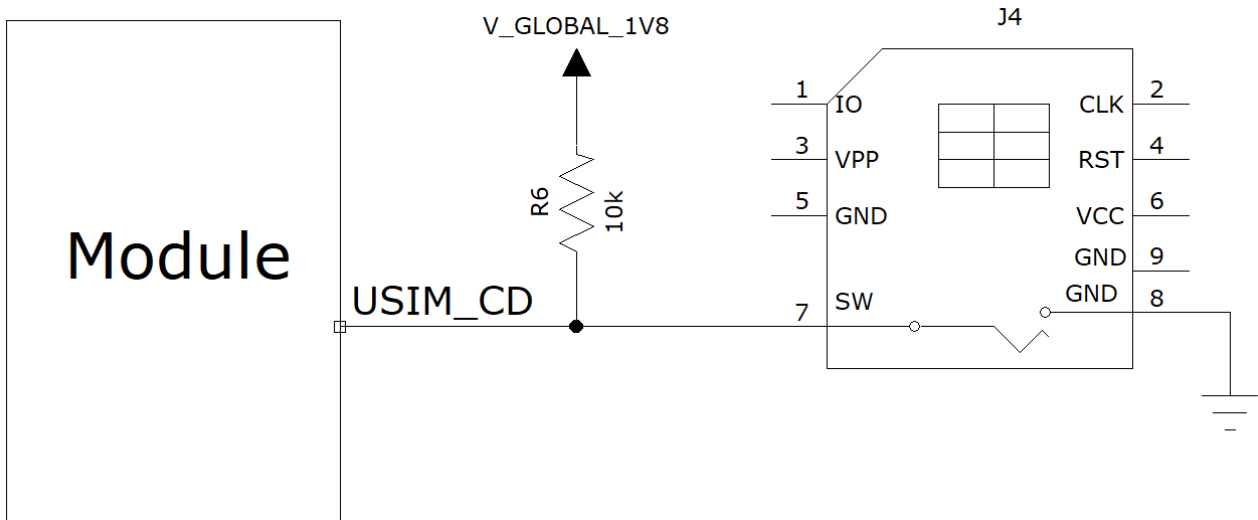 V_GLOBAL_1V8
R6
10k
Module
USIM_CD
J4
1
IO
CLK
2
3
VPP
RST
4
5
GND
VCC
6
GND
9
7
SW
GND
8